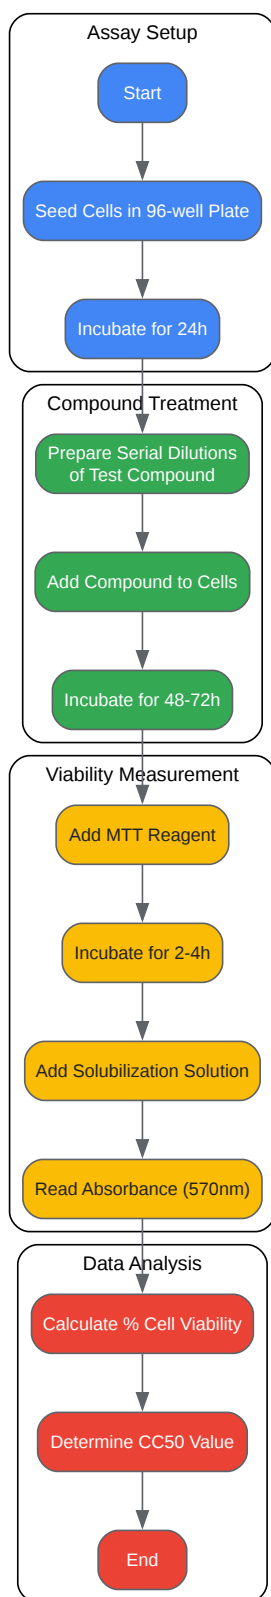 Assay Setup
Start
Seed Cells in 96-well Plate
Incubate for 24h
Compound Treatment
Prepare Serial Dilutions
of Test Compound
Add Compound to Cells
Incubate for 48-72h
Viability Measurement
Add MTT Reagent
Incubate for 2-4h
Add Solubilization Solution
Read Absorbance (570nm)
Data Analysis
Calculate % Cell Viability
Determine CC50 Value
End